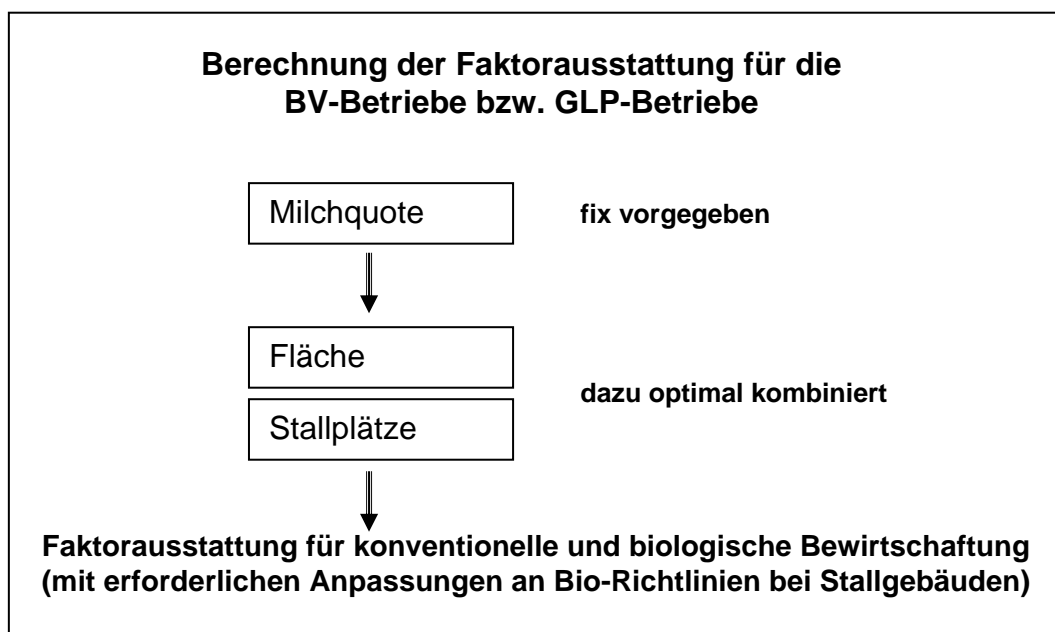 Berechnung der Faktorausstattung für die
BV-Betriebe bzw. GLP-Betriebe
Milchquote
fix vorgegeben
Fläche
dazu optimal kombiniert
Stallplätze
Faktorausstattung für konventionelle und biologische Bewirtschaftung
(mit erforderlichen Anpassungen an Bio-Richtlinien bei Stallgebäuden)